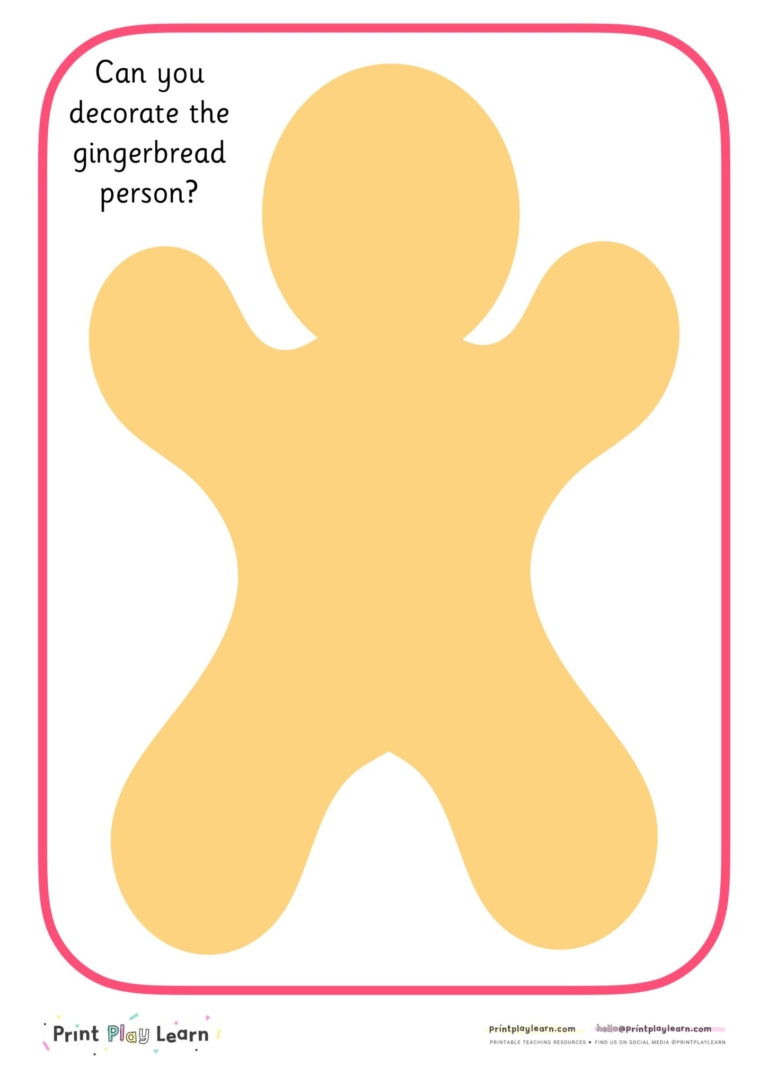 Can you
decorate the
gingerbread
person?
Print Play Learn
printplaylearn.com hello@printplaylearn.com
PRINTABLE TEACHING RESOURCES • FIND US ON SOCIAL MEDIA @PRINTPLAYLEARN